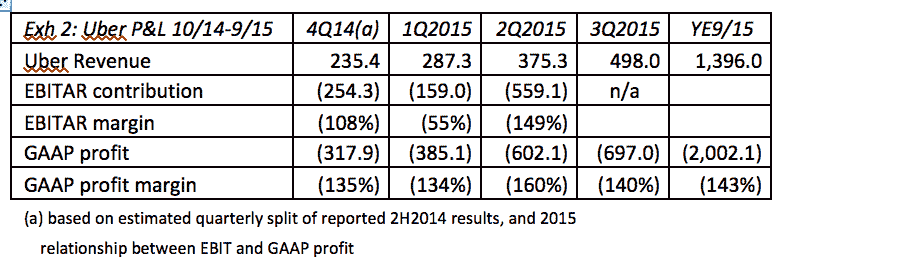 Exh 2: Uber P&L 10/14-9/15 4Q14(a) 1Q2015 2Q2015 3Q2015 YE9/15
Uber Revenue 235.4 287.3 375.3 498.0 1,396.0
EBITAR contribution (254.3) (159.0) (559.1) n/a
EBITAR margin (108%) (55%) (149%)
GAAP profit (317.9) (385.1) (602.1) (697.0) (2,002.1)
GAAP profit margin (135%) (134%) (160%) (140%) (143%)
(a) based on estimated quarterly split of reported 2H2014 results, and 2015
relationship between EBIT and GAAP profit